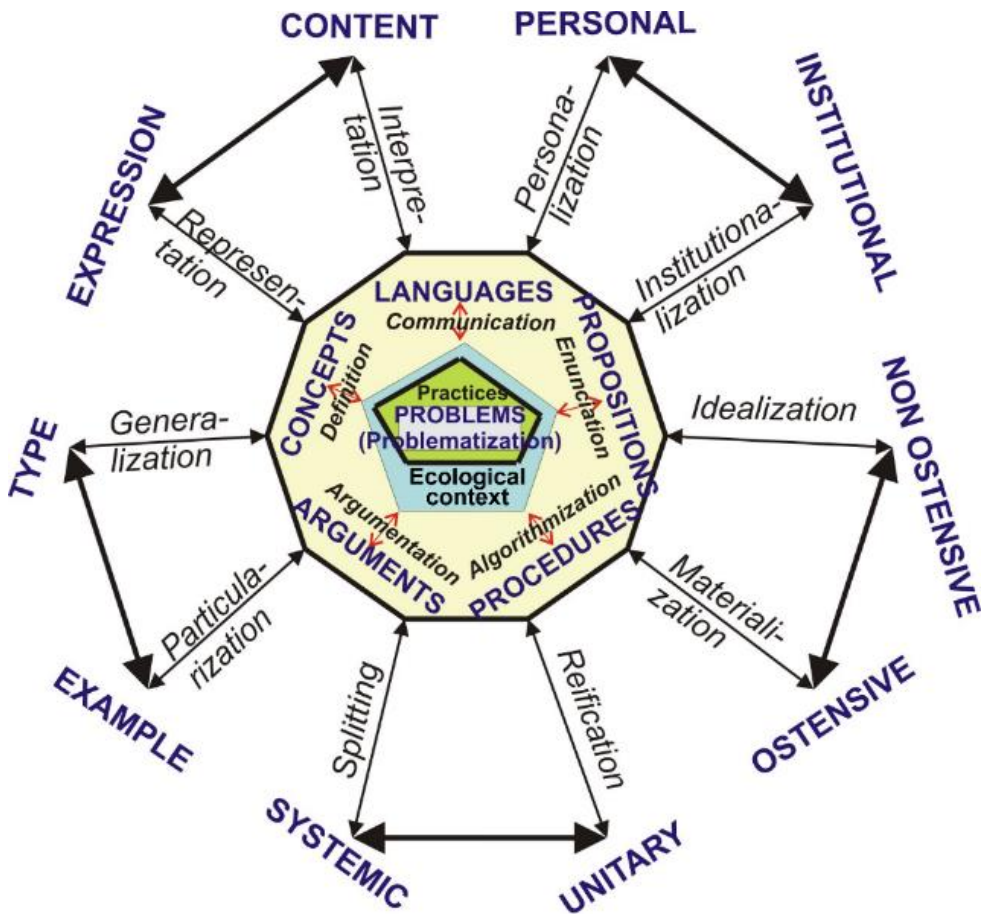 CONTENT
PERSONAL
EXPRESSION
INSTITUTIONAL
Interpre-
tation
Persona-
lization
Represen-
tation
Institutiona-
lization
LANGUAGES
Communication
CONCEPTS
Definition
PROPOSITIONS
Enunciation
Practices
PROBLEMS
(Problematization)
Ecological
context
TYPE
Genera-
lization
Idealization
NON OSTENSIVE
ARGUMENTS
Argumentation
Algorithmization
PROCEDURES
Particula-
rization
Materiali-
zation
EXAMPLE
OSTENSIVE
Splitting
Reification
SYSTEMIC
UNITARY